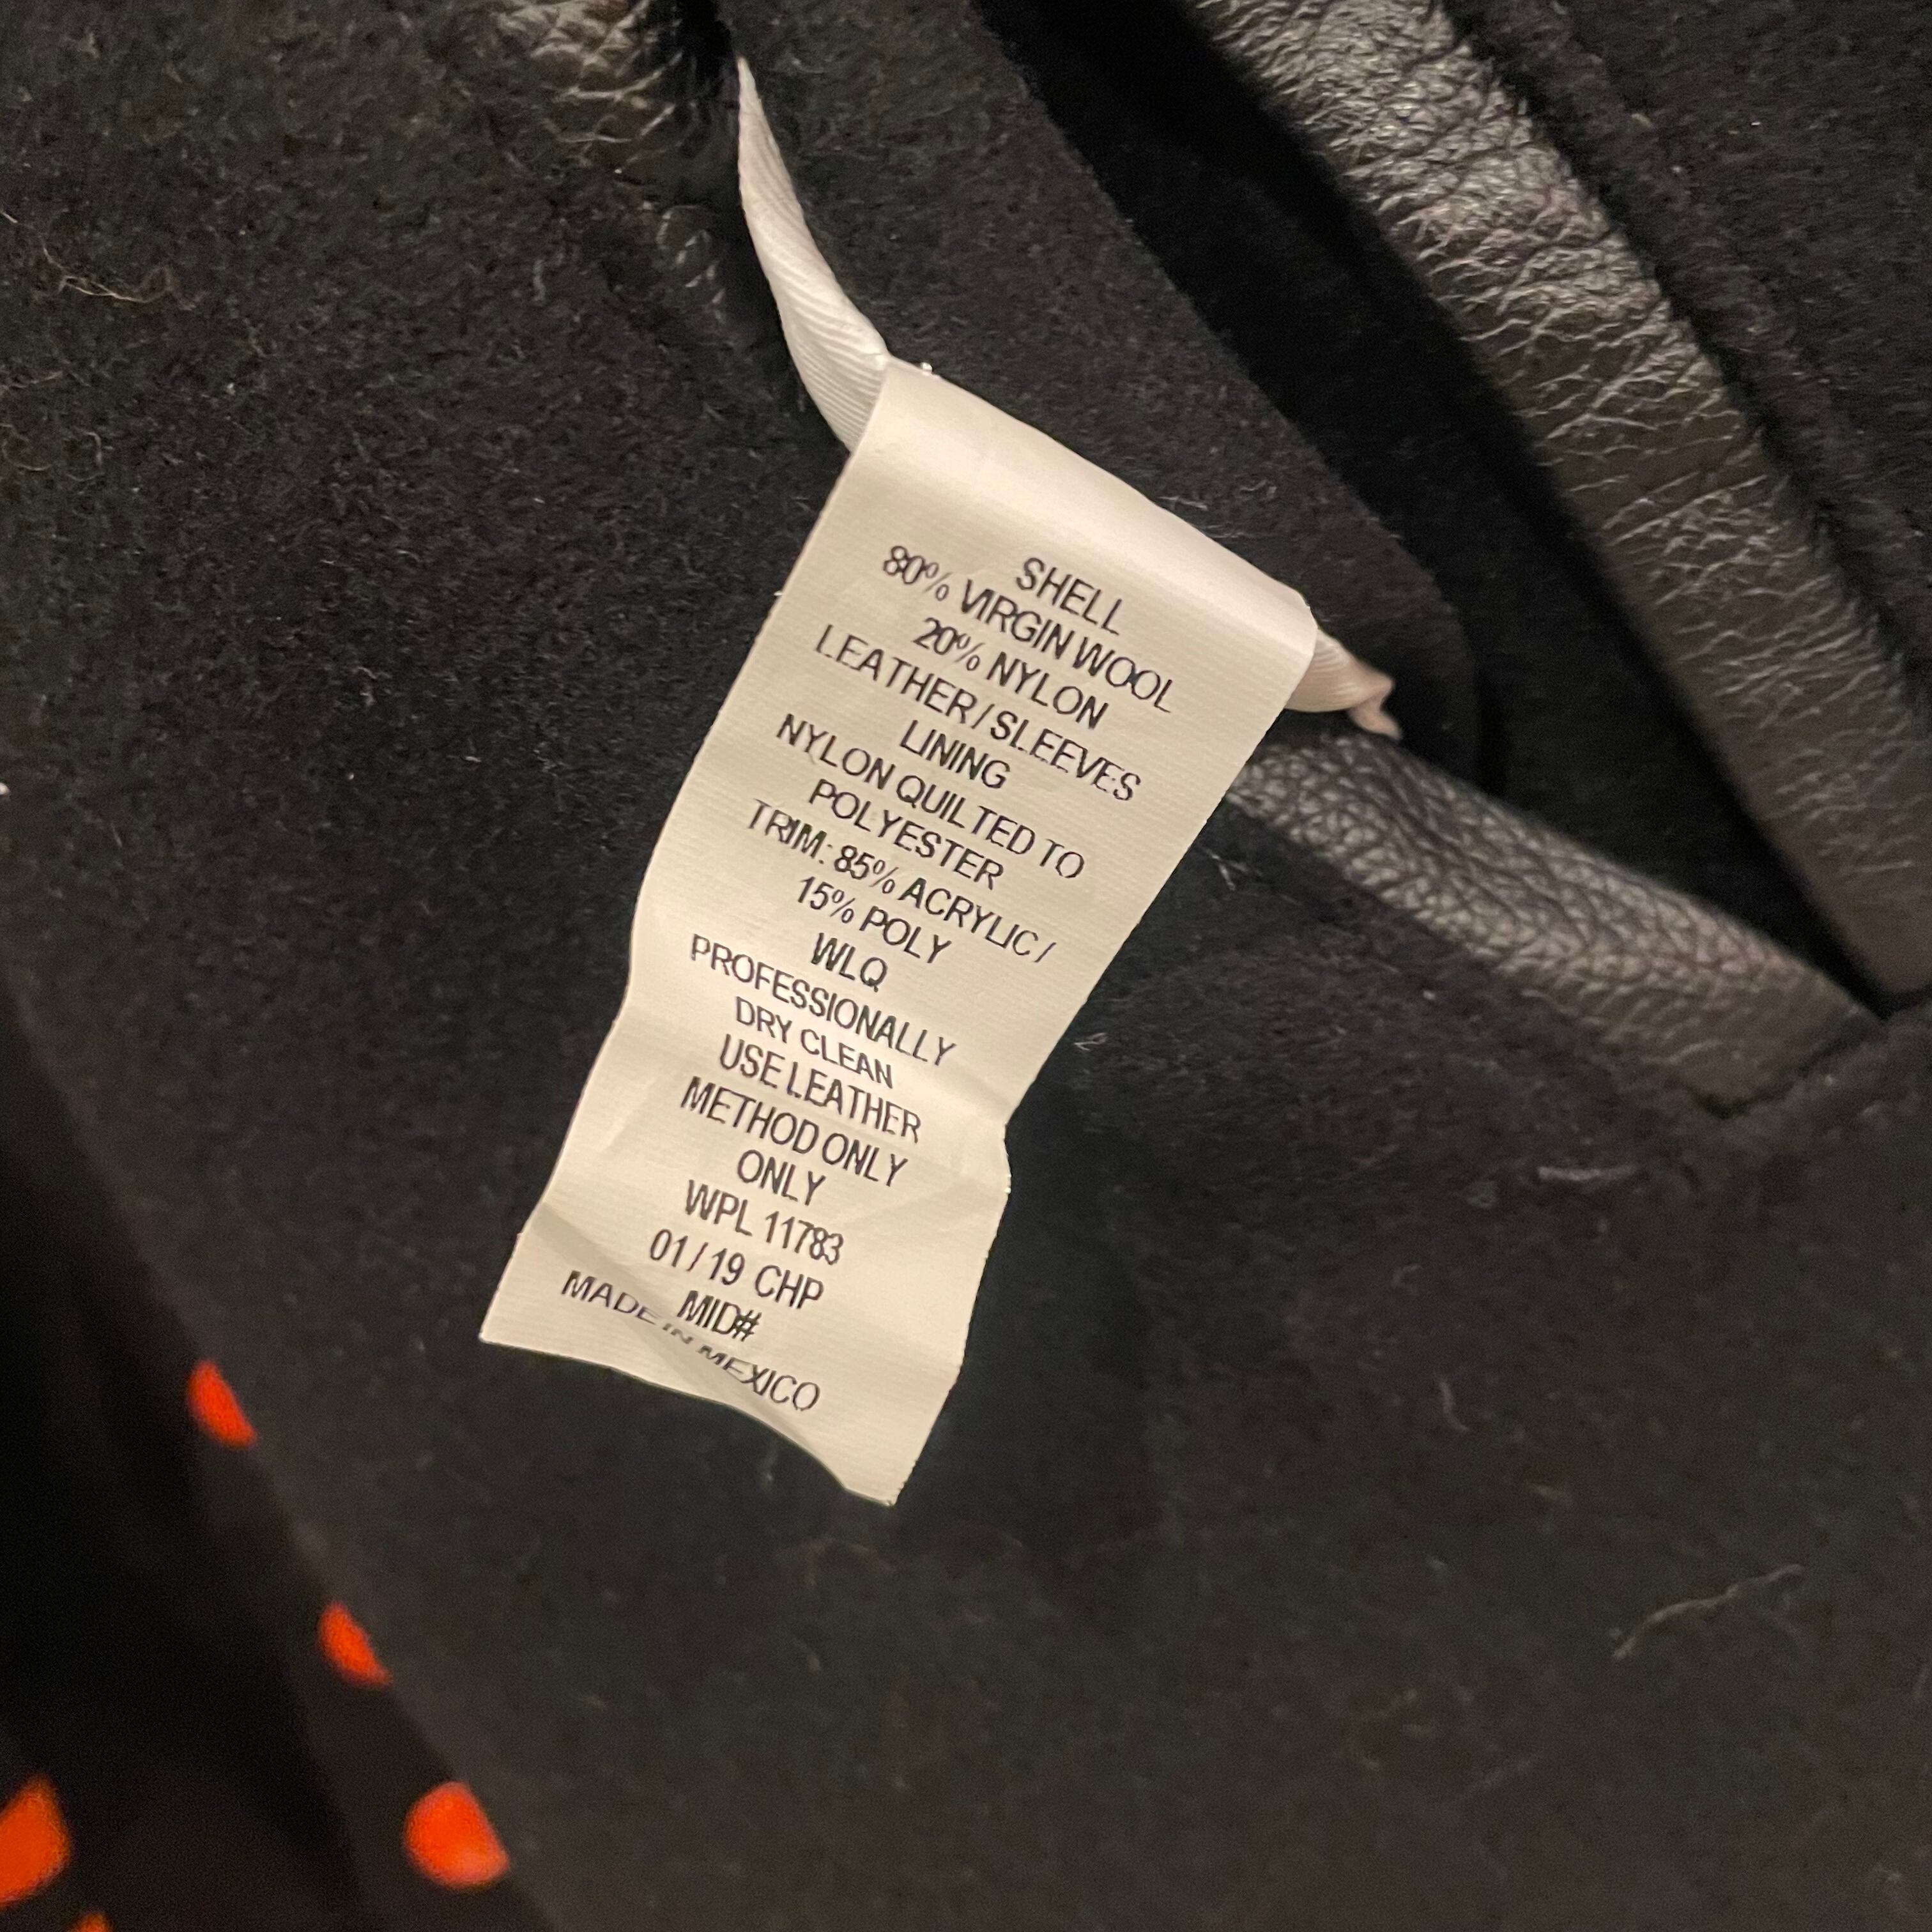 SHELL
80% VIRGIN WOOL
20% NYLON
LEATHER/SLEEVES
LINING
NYLON QUILTED TO
POLYESTER
TRIM: 85% ACRYLIC/
15% POLY
WLQ
PROFESSIONALLY
DRY CLEAN
USE LEATHER
METHOD ONLY
ONLY
WPL 11783
01/19 CHP
MID#
MADE IN MEXICO